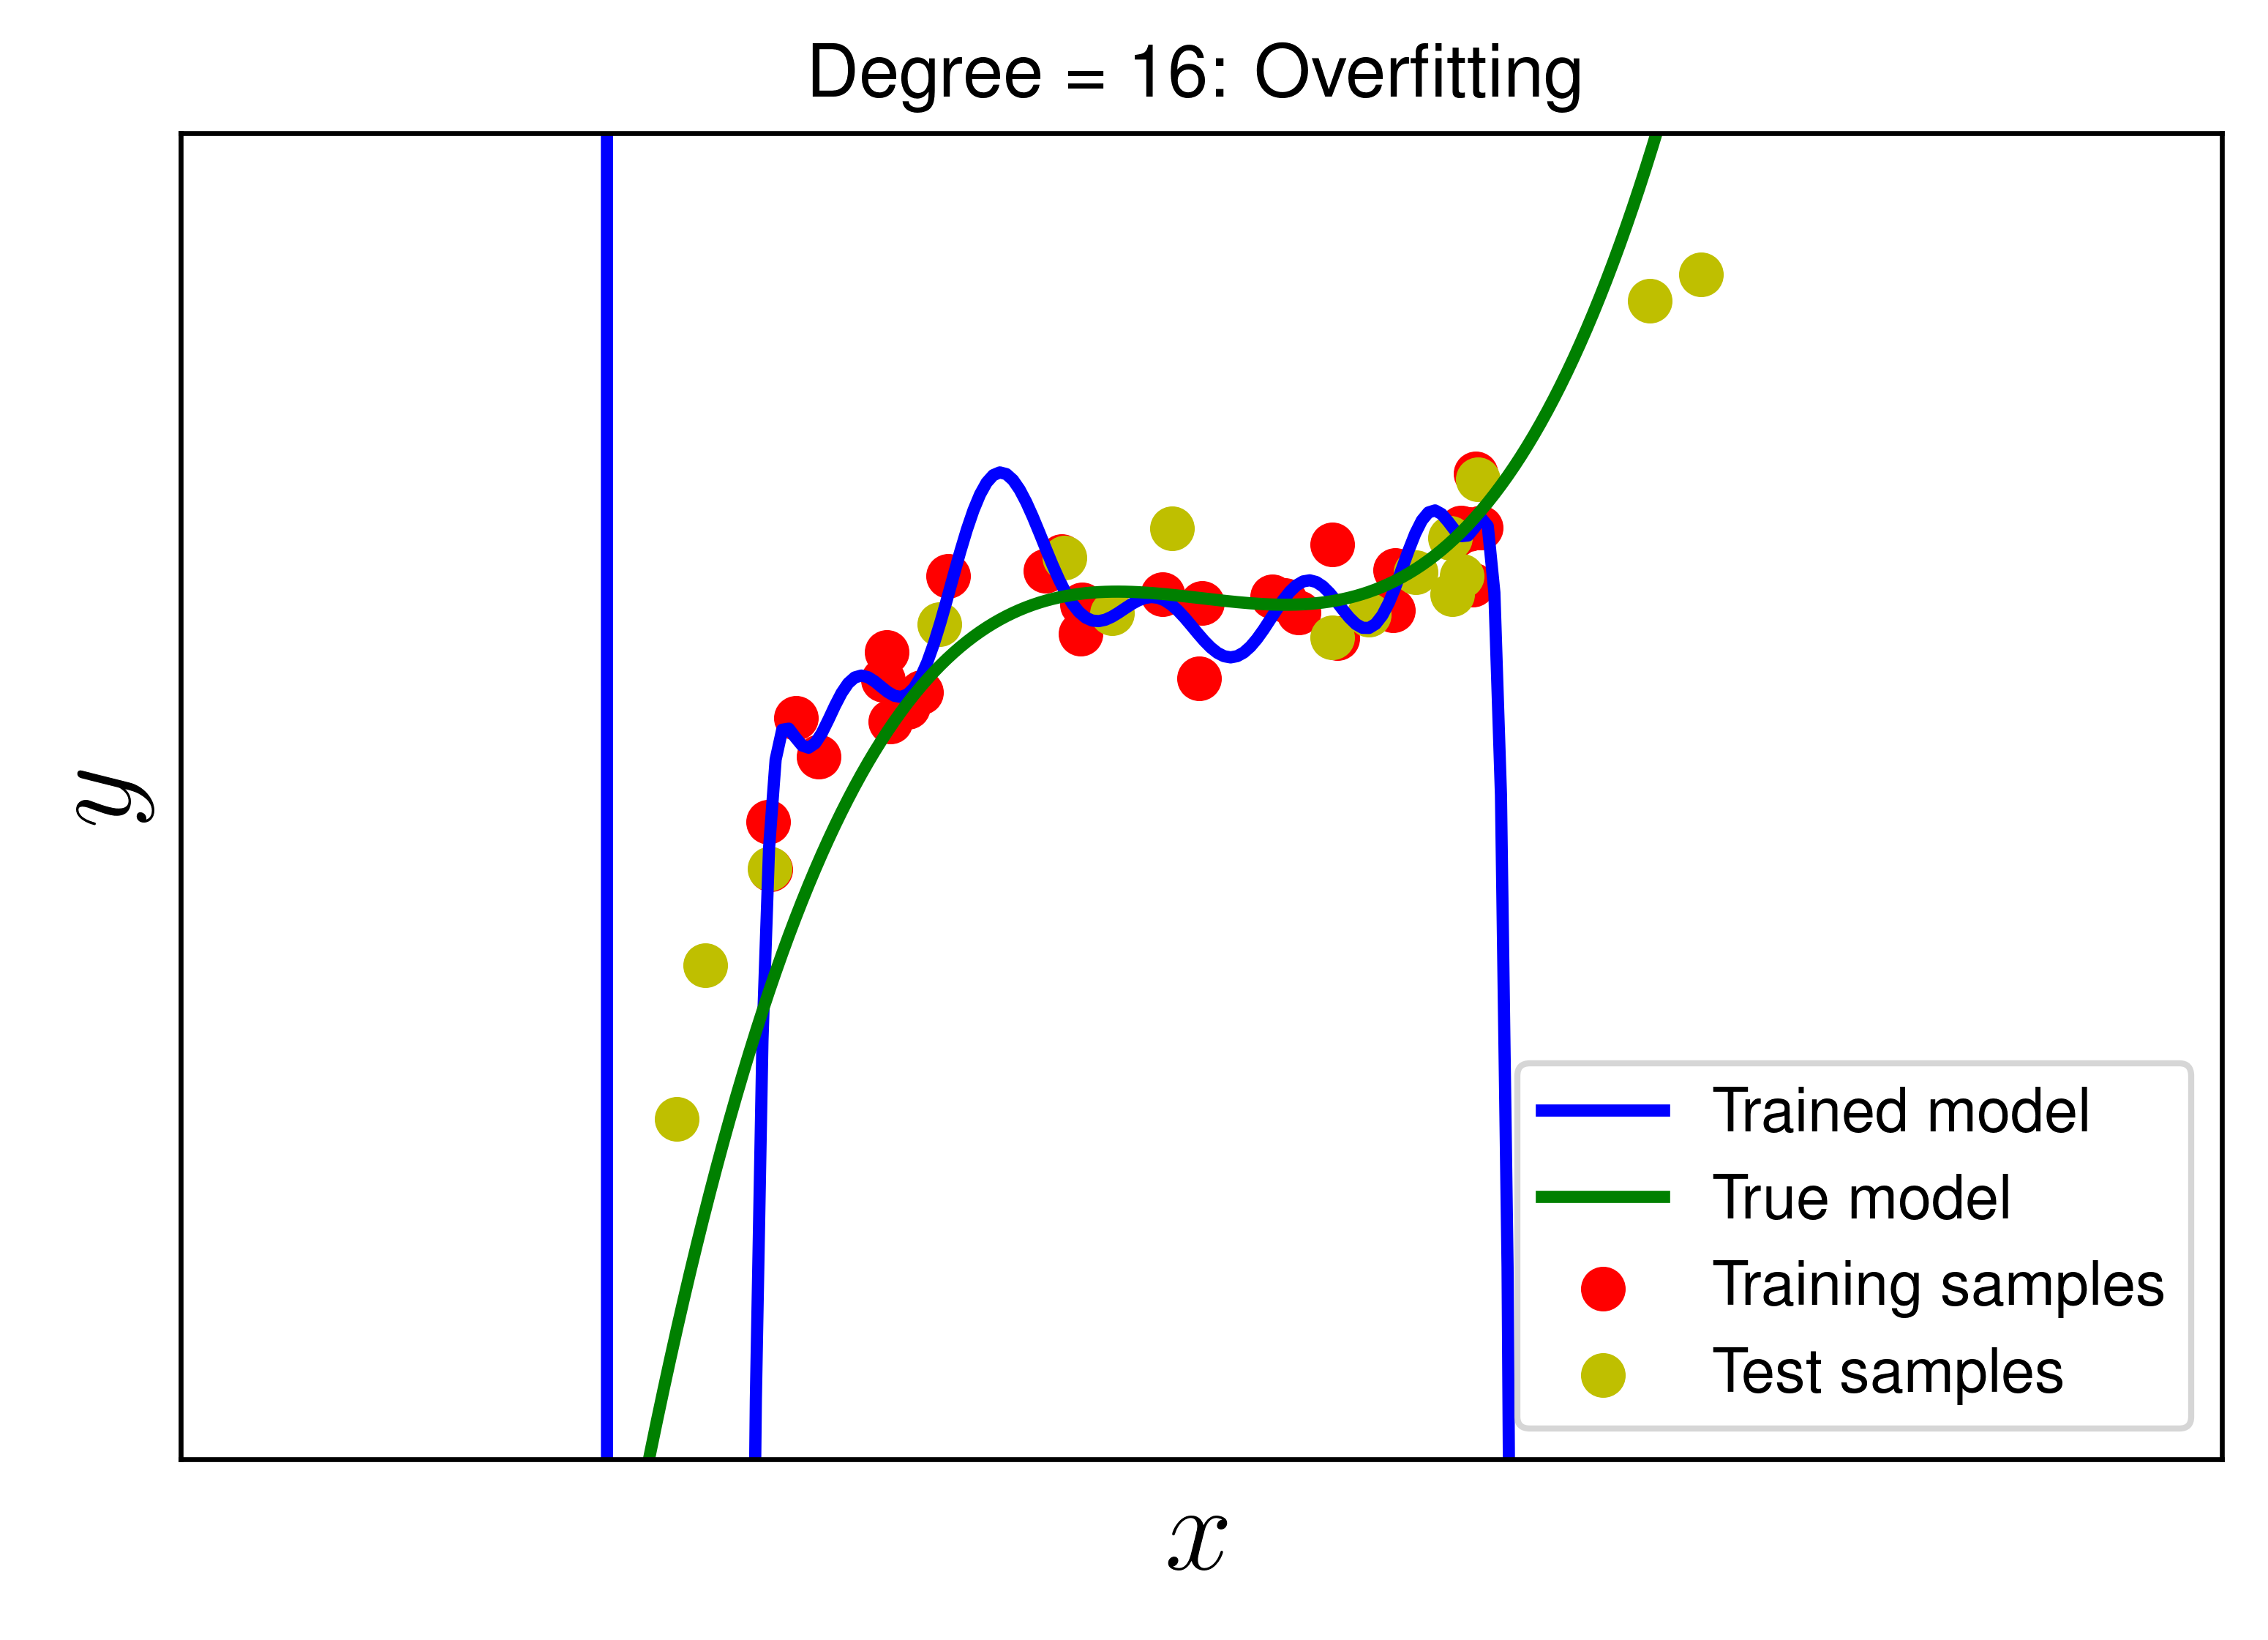 Degree = 16: Overfitting
y
Trained model
True model
Training samples
Test samples
x